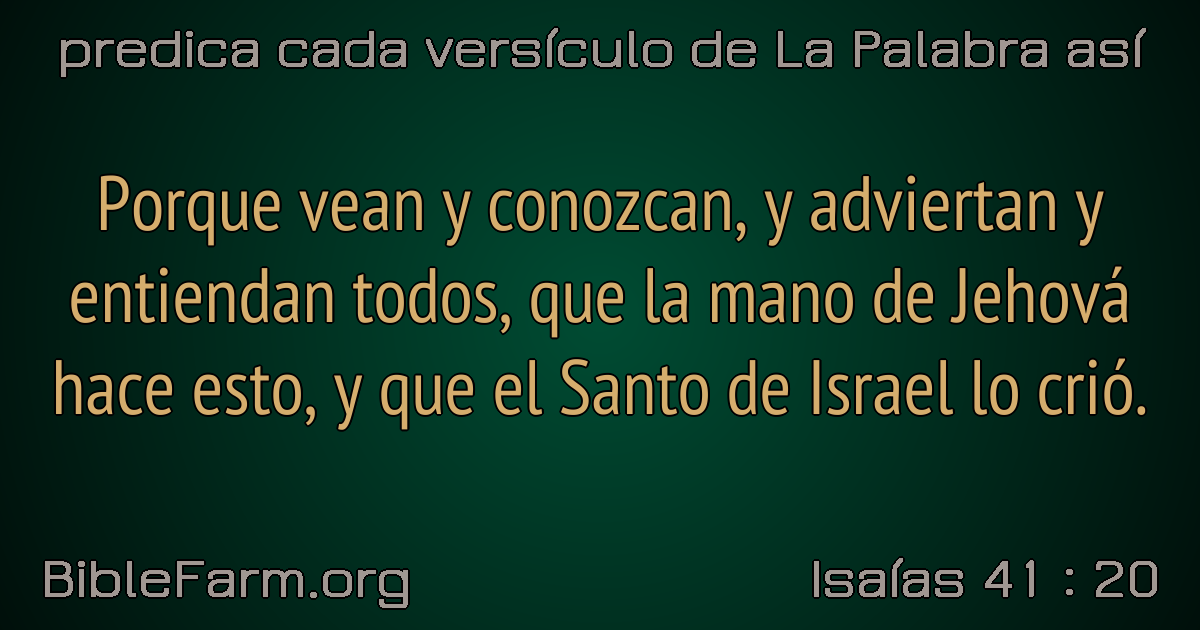 predica cada versículo de La Palabra así
Porque vean y conozcan, y adviertan y
entiendan todos, que la mano de Jehová
hace esto, y que el Santo de Israel lo crió.
BibleFarm.org
Isaías 41 : 20